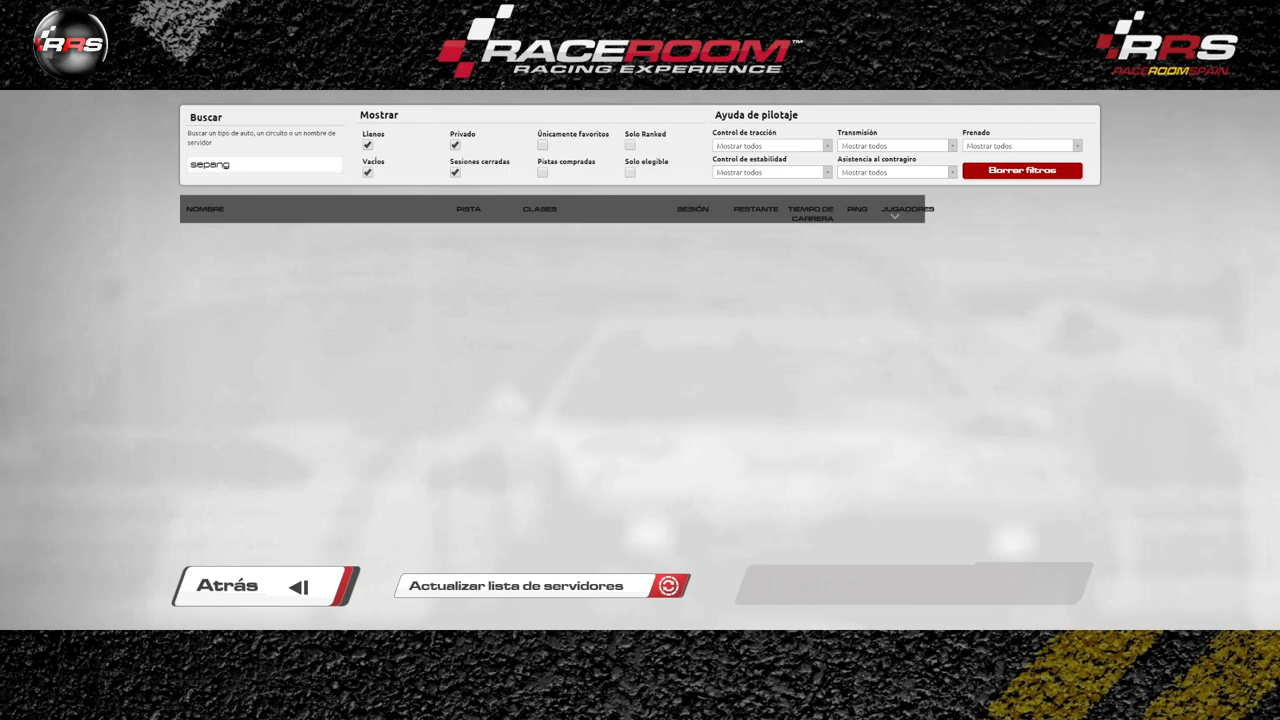 RRS
RACEROOM™
RACING EXPERIENCE
RRS
RACEROOMSPAIN
Buscar
Buscar un tipo de auto, un circuito o un nombre de
servidor
sepang
Mostrar
Llenos
Privado
Únicamente favoritos
Solo Ranked
Vacíos
Sesiones cerradas
Pistas compradas
Solo elegible
Ayuda de pilotaje
Control de tracción
Transmisión
Frenado
Mostrar todos
Mostrar todos
Mostrar todos
Control de estabilidad
Asistencia al contragiro
Mostrar todos
Mostrar todos
Borrar filtros
NOMBRE
PISTA
CLASES
SESIÓN
RESTANTE
TIEMPO DE
CARRERA
PING
JUGADORES
Atrás
Actualizar lista de servidores